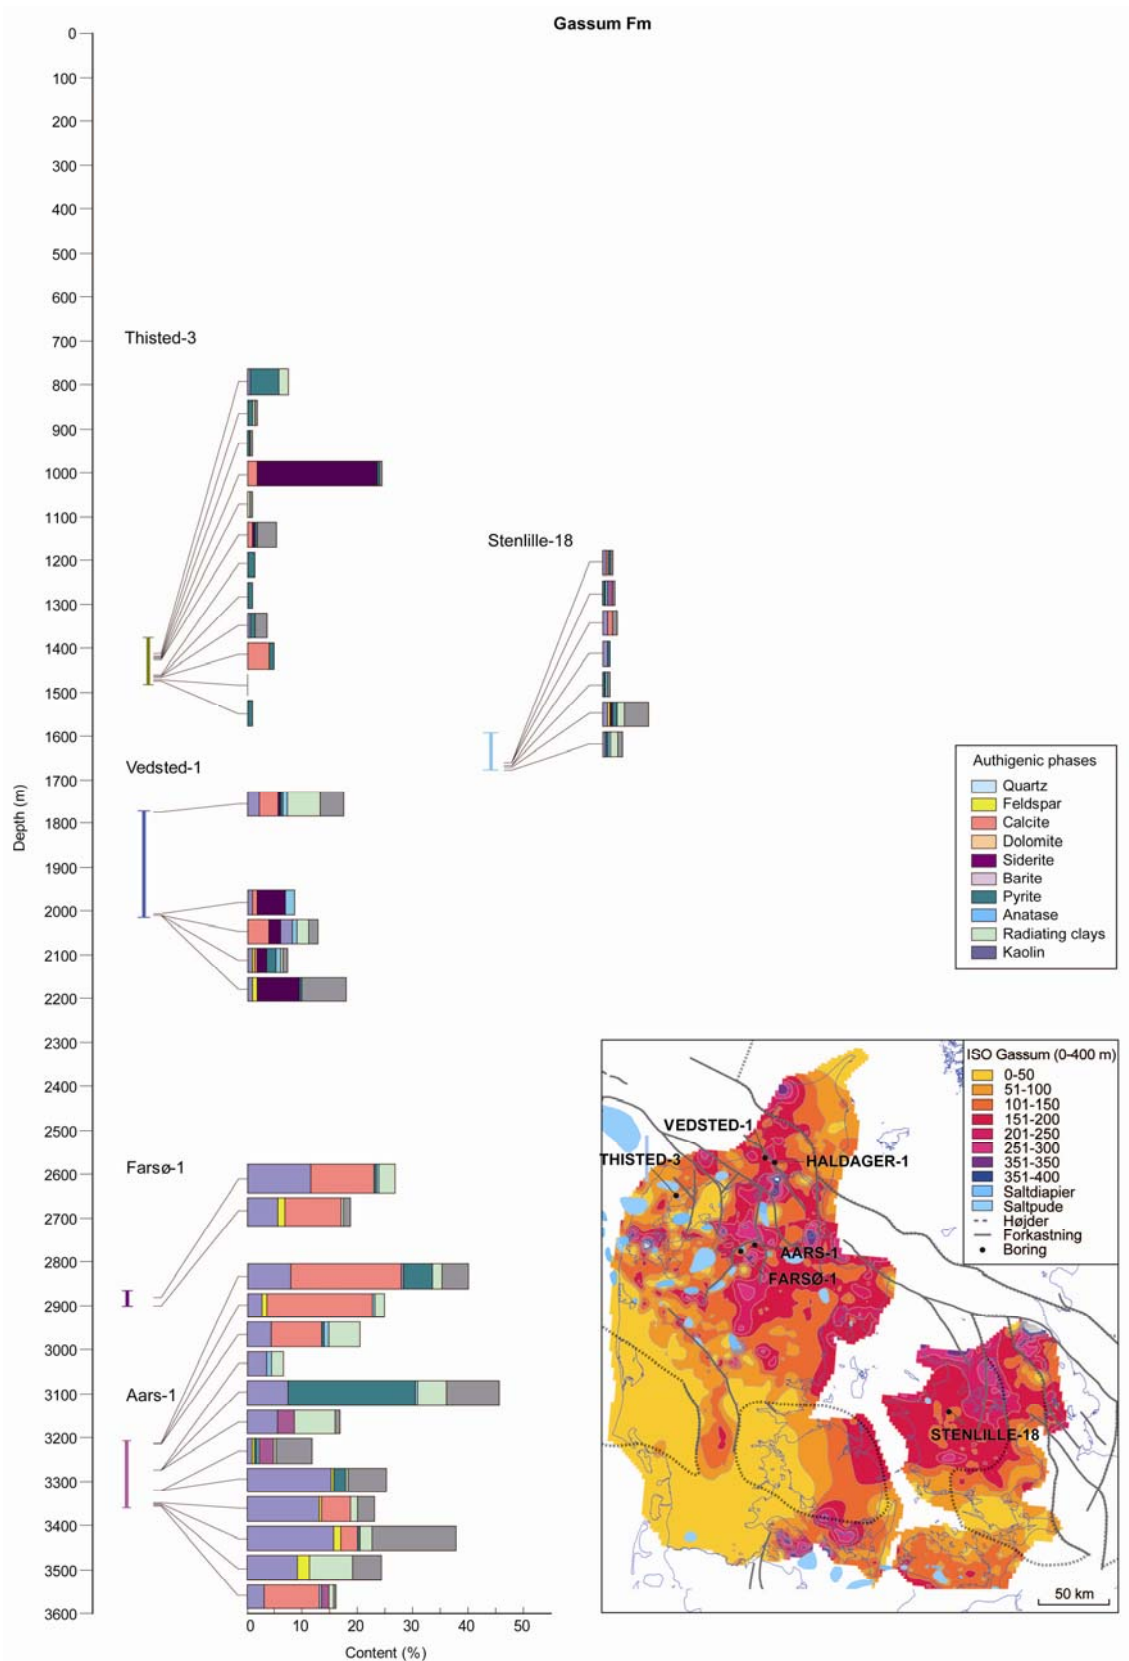 Gassum Fm
0
100
200
300
400
500
600
700
800
900
1000
1100
1200
1300
1400
1500
1600
1700
1800
1900
2000
2100
2200
2300
2400
2500
2600
2700
2800
2900
3000
3100
3200
3300
3400
3500
3600
Depth (m)
Thisted-3
Stenlille-18
Vedsted-1
Farsø-1
Aars-1
0 10 20 30 40 50
Content (%)
Authigenic phases
Quartz
Feldspar
Calcite
Dolomite
Siderite
Barite
Pyrite
Anatase
Radiating clays
Kaolin
ISO Gassum (0-400 m)
0-50
51-100
101-150
151-200
201-250
251-300
351-350
351-400
Saltdiapier
Saltpude
Højder
Forkastning
Boring
VEDSTED-1
THISTED-3
HALDAGER-1
AARS-1
FARSØ-1
STENLILLE-18
50 km